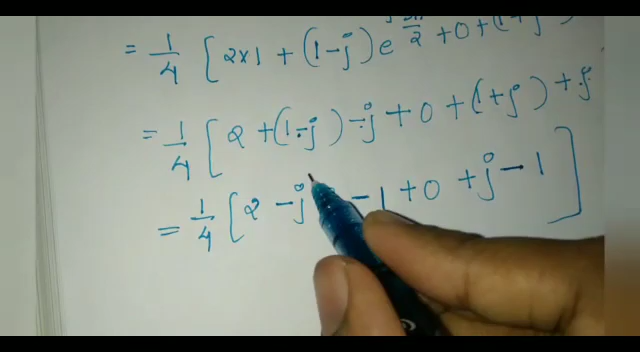 = 1/4 [ 2×1 + (1-j) e^j /2 + 0 + (1+j)
= 1/4 [ 2 + (1-j) -j + 0 + (1+j) + j
= 1/4 [ 2 - j - 1 + 0 + j - 1 ]